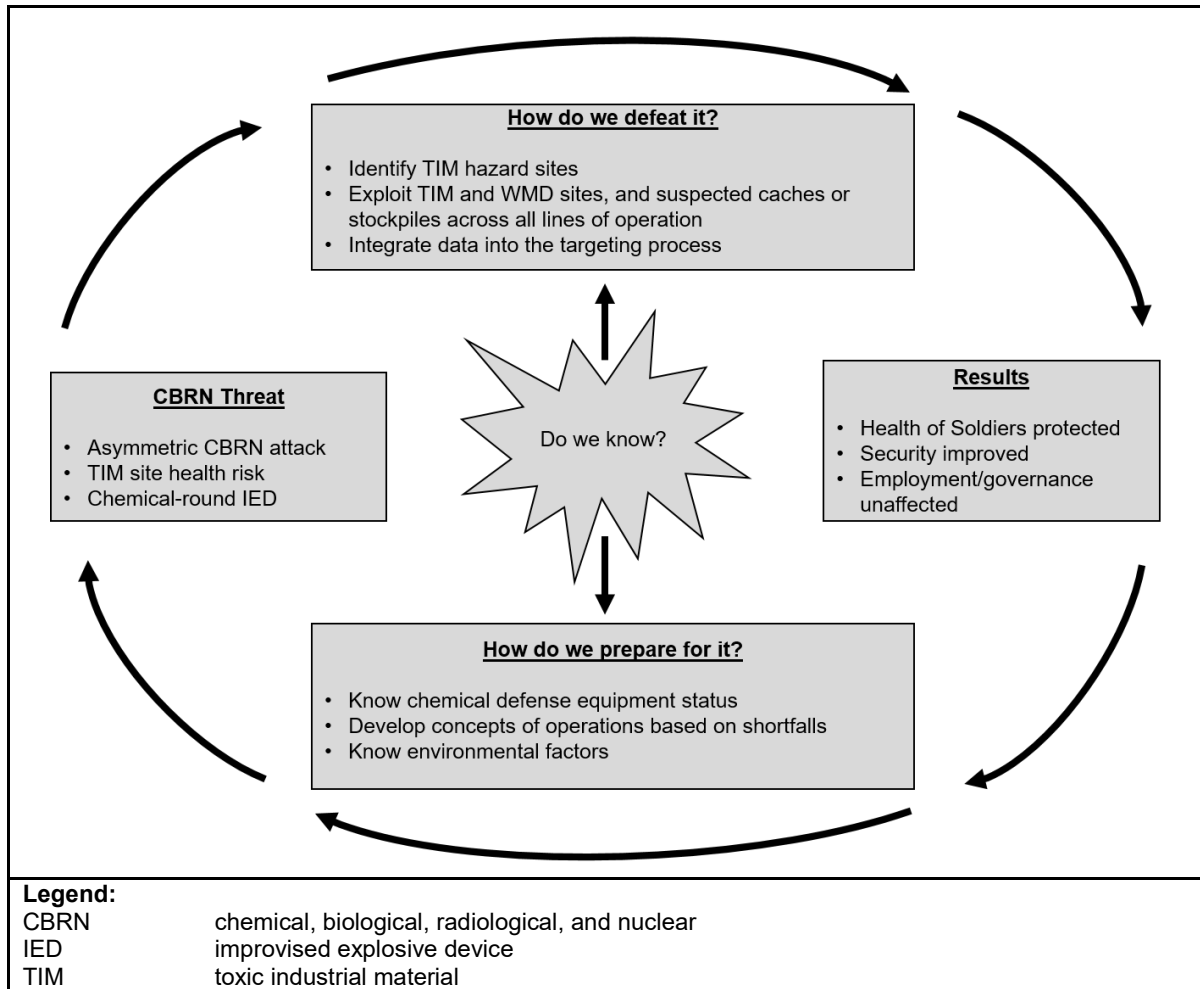 How do we defeat it?
• Identify TIM hazard sites
• Exploit TIM and WMD sites, and suspected caches or
stockpiles across all lines of operation
• Integrate data into the targeting process
CBRN Threat
• Asymmetric CBRN attack
• TIM site health risk
• Chemical-round IED
Do we know?
Results
• Health of Soldiers protected
• Security improved
• Employment/governance
unaffected
How do we prepare for it?
• Know chemical defense equipment status
• Develop concepts of operations based on shortfalls
• Know environmental factors
Legend:
CBRN chemical, biological, radiological, and nuclear
IED improvised explosive device
TIM toxic industrial material